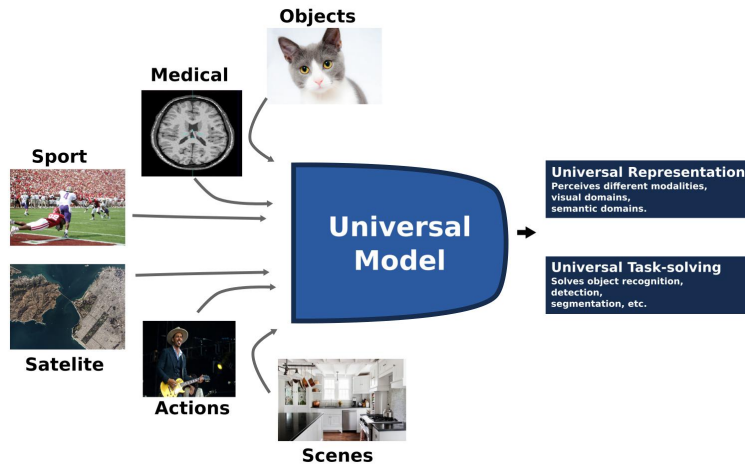 Objects
Medical
Sport
Universal
Model
Universal Representation
Perceives different modalities,
visual domains,
semantic domains.
Universal Task-solving
Solves object recognition,
detection,
segmentation, etc.
Satelite
Actions
Scenes